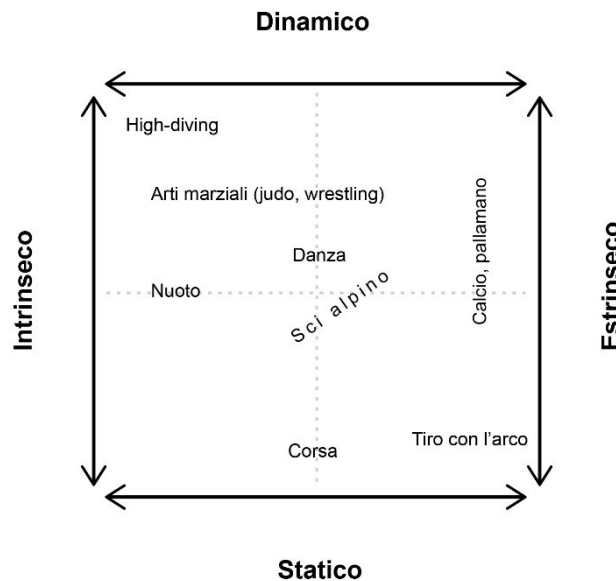 Dinamico
High-diving
Arti marziali (judo, wrestling)
Calcio, pallamano
Danza
Intrinseco
Nuoto
Sci alpino
Estrinseco
Tiro con l'arco
Corsa
Statico